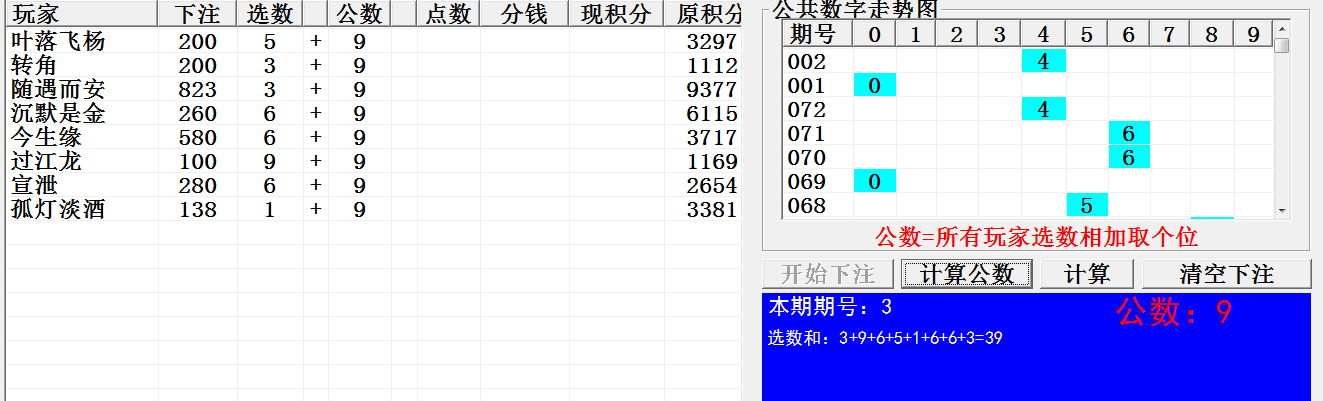 玩家 下注 选数 公数 点数 分钱 现积分 原积分
叶落飞杨 200 5 + 9 3297
转角 200 3 + 9 1112
随遇而安 823 3 + 9 9377
沉默是金 260 6 + 9 6115
今生缘 580 6 + 9 3717
过江龙 100 9 + 9 1169
宣泄 280 6 + 9 2654
孤灯淡酒 138 1 + 9 3381
公共数字走势图
期号 0 1 2 3 4 5 6 7 8 9
002 4
001 0
072 4
071 6
070 6
069 0
068 5
公数=所有玩家选数相加取个位
开始下注 计算公数 计算 清空下注
本期期号：3
公数：9
选数和：3+9+6+5+1+6+6+3=39